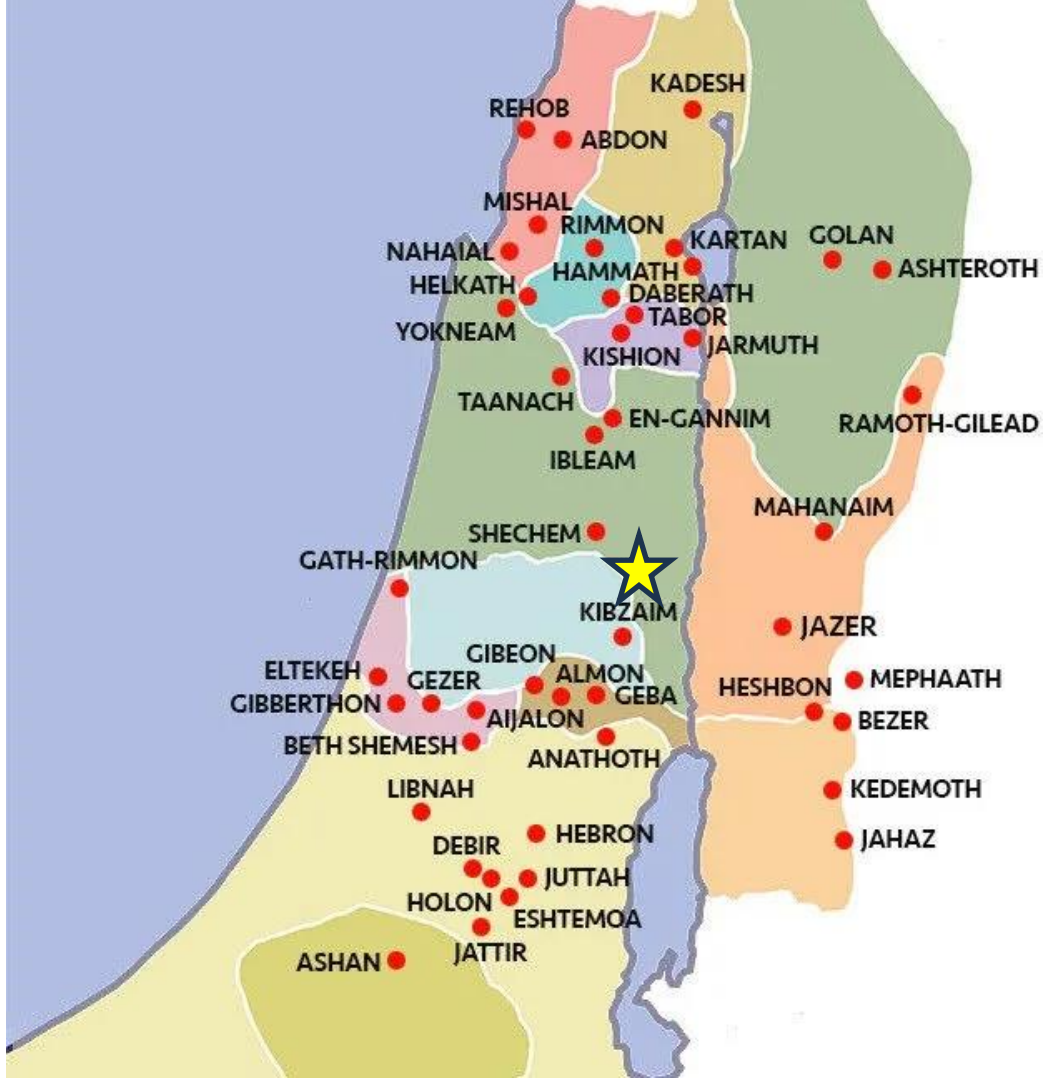 KADESH
REHOB
ABDON
MISHAL
RIMMON
KARTAN
GOLAN
NAHAIAL
HAMMATH
ASHTEROTH
HELKATH
DABERATH
TABOR
YOKNEAM
JARMUTH
KISHION
TAANACH
EN-GANNIM
RAMOTH-GILEAD
IBLEAM
MAHANAIM
SHECHEM
GATH-RIMMON
KIBZAIM
JAZER
GIBEON
ELTEKEH
GEZER
ALMON
MEPHAATH
HESHBON
GEBA
GIBBERTHON
AIJALON
BEZER
BETH SHEMESH
ANATHOTH
LIBNAH
KEDEMOTH
HEBRON
JAHAZ
DEBIR
JUTTAH
HOLON
ESHTEMOA
JATTIR
ASHAN